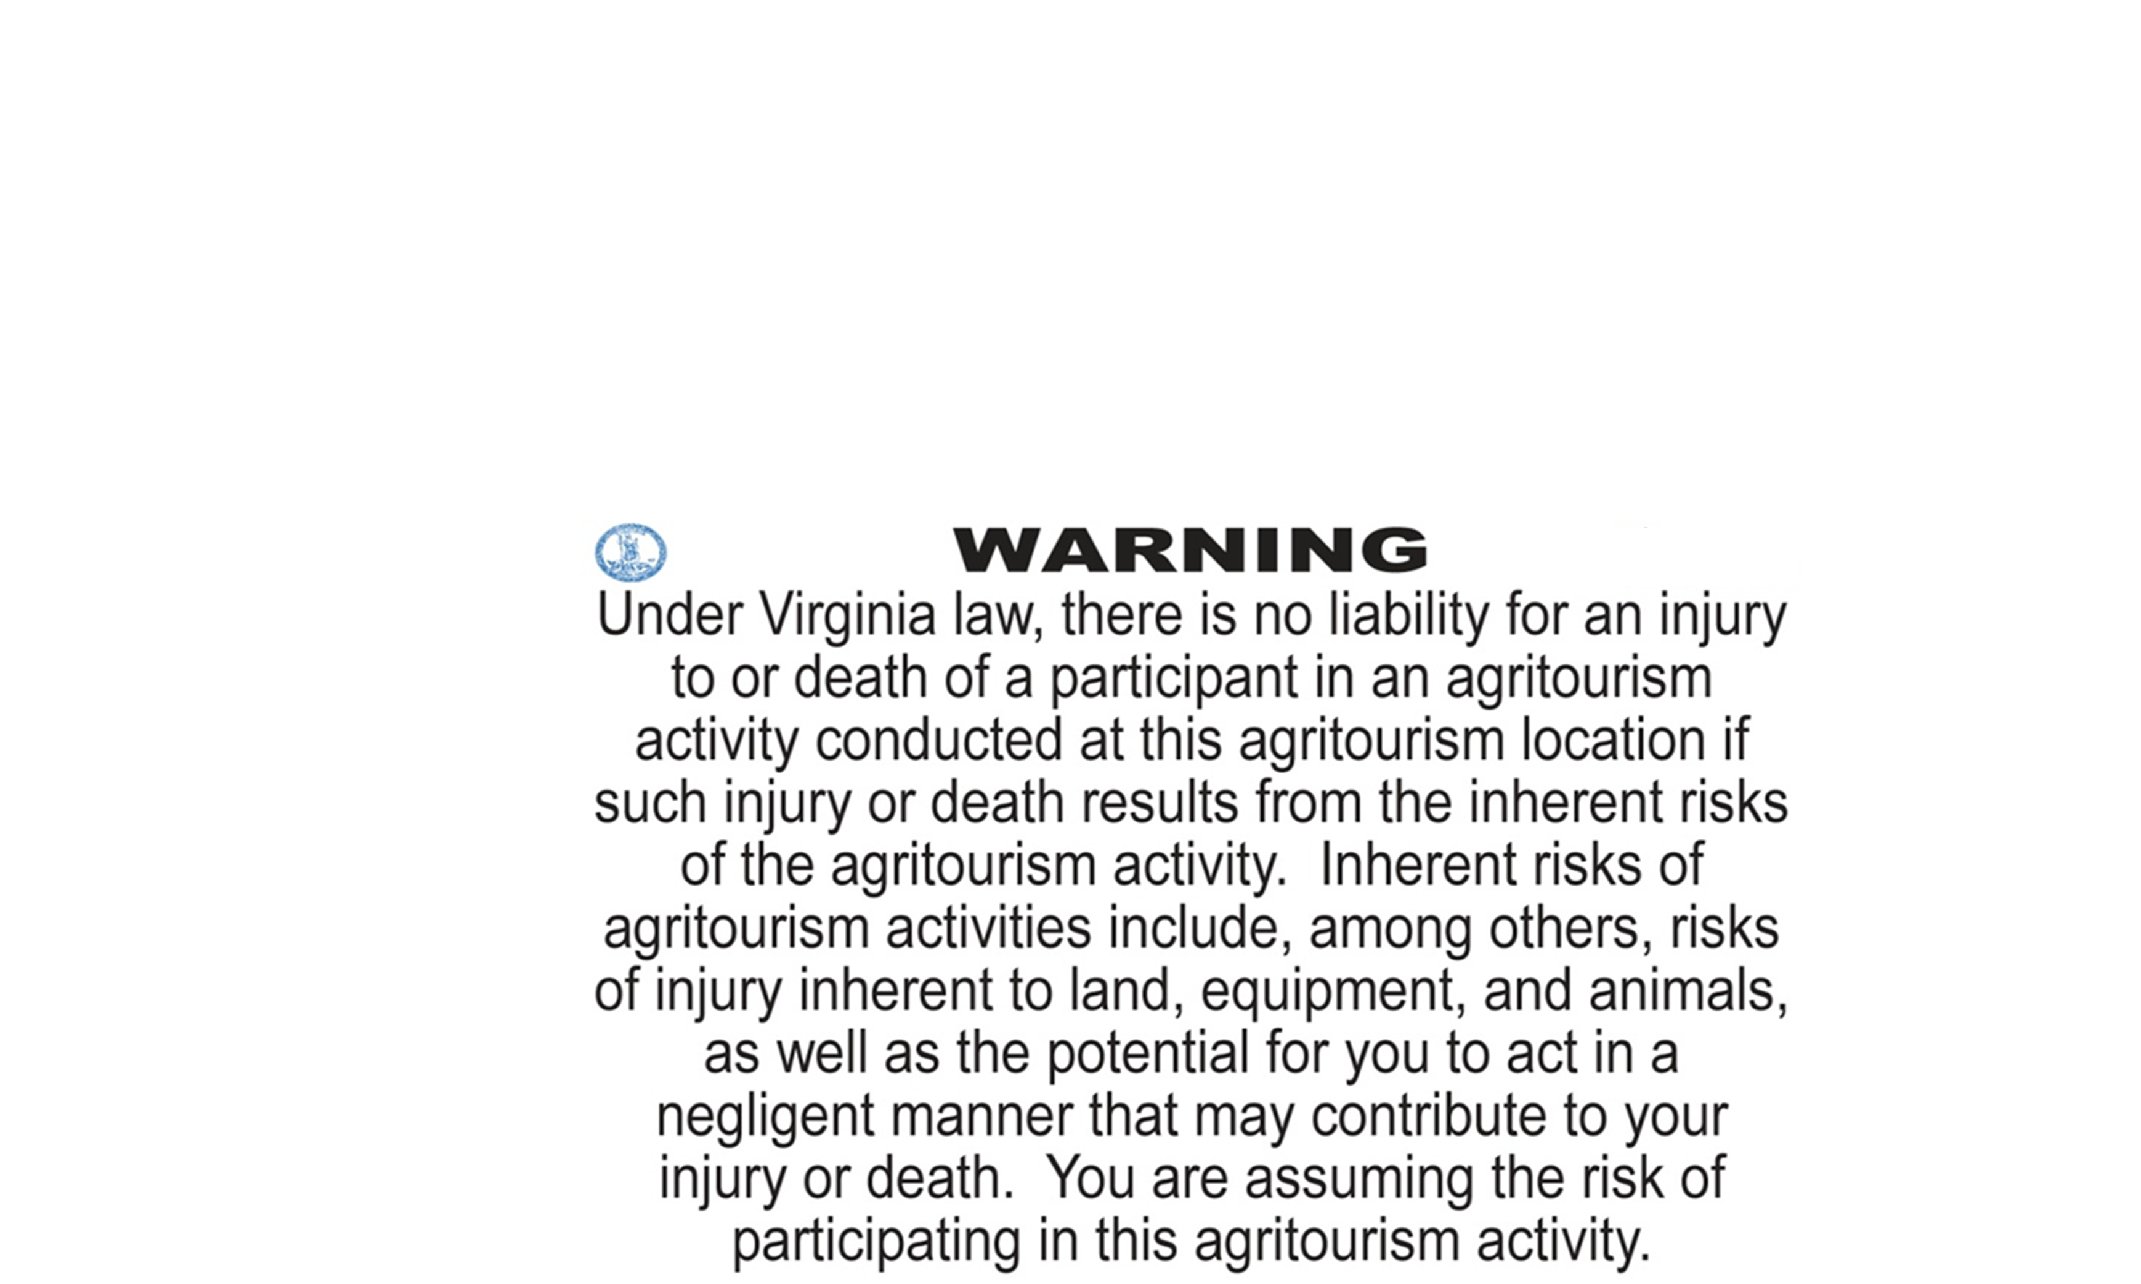 WARNING
Under Virginia law, there is no liability for an injury
to or death of a participant in an agritourism
activity conducted at this agritourism location if
such injury or death results from the inherent risks
of the agritourism activity.  Inherent risks of
agritourism activities include, among others, risks
of injury inherent to land, equipment, and animals,
as well as the potential for you to act in a
negligent manner that may contribute to your
injury or death.  You are assuming the risk of
participating in this agritourism activity.